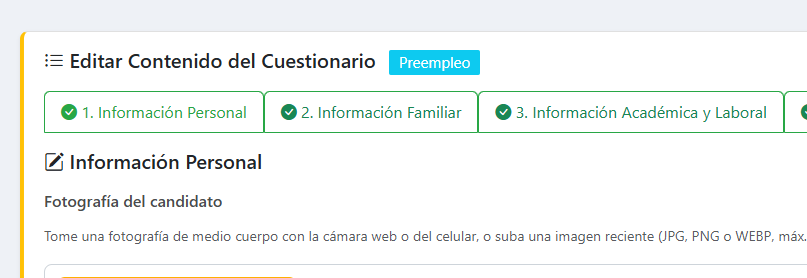 Editar Contenido del Cuestionario Preempleo
1. Información Personal 2. Información Familiar 3. Información Académica y Laboral
Información Personal
Fotografía del candidato
Tome una fotografía de medio cuerpo con la cámara web o del celular, o suba una imagen reciente (JPG, PNG o WEBP, máx.